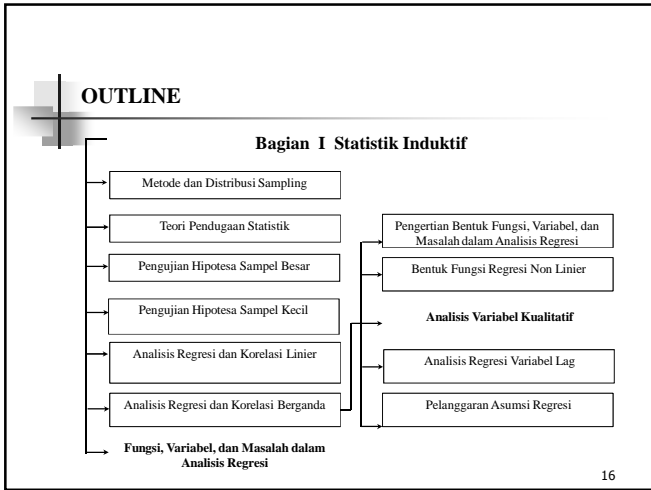 OUTLINE
Bagian I Statistik Induktif
Metode dan Distribusi Sampling
Teori Pendugaan Statistik
Pengujian Hipotesa Sampel Besar
Pengujian Hipotesa Sampel Kecil
Analisis Regresi dan Korelasi Linier
Analisis Regresi dan Korelasi Berganda
Fungsi, Variabel, dan Masalah dalam
Analisis Regresi
Pengertian Bentuk Fungsi, Variabel, dan
Masalah dalam Analisis Regresi
Bentuk Fungsi Regresi Non Linier
Analisis Variabel Kualitatif
Analisis Regresi Variabel Lag
Pelanggaran Asumsi Regresi
16